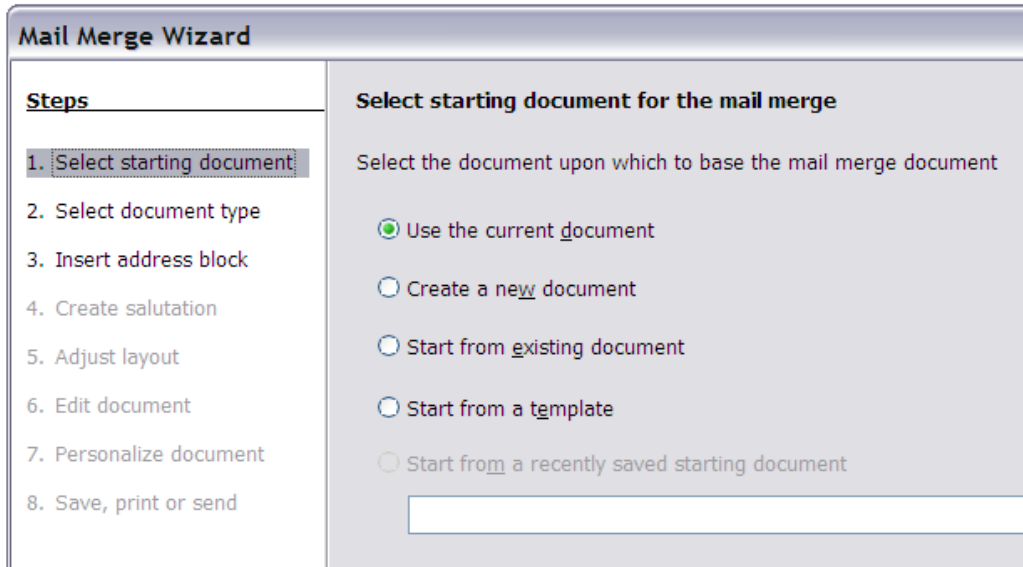 Mail Merge Wizard
Steps
1. Select starting document
2. Select document type
3. Insert address block
4. Create salutation
5. Adjust layout
6. Edit document
7. Personalize document
8. Save, print or send
Select starting document for the mail merge
Select the document upon which to base the mail merge document
Use the current document
Create a new document
Start from existing document
Start from a template
Start from a recently saved starting document